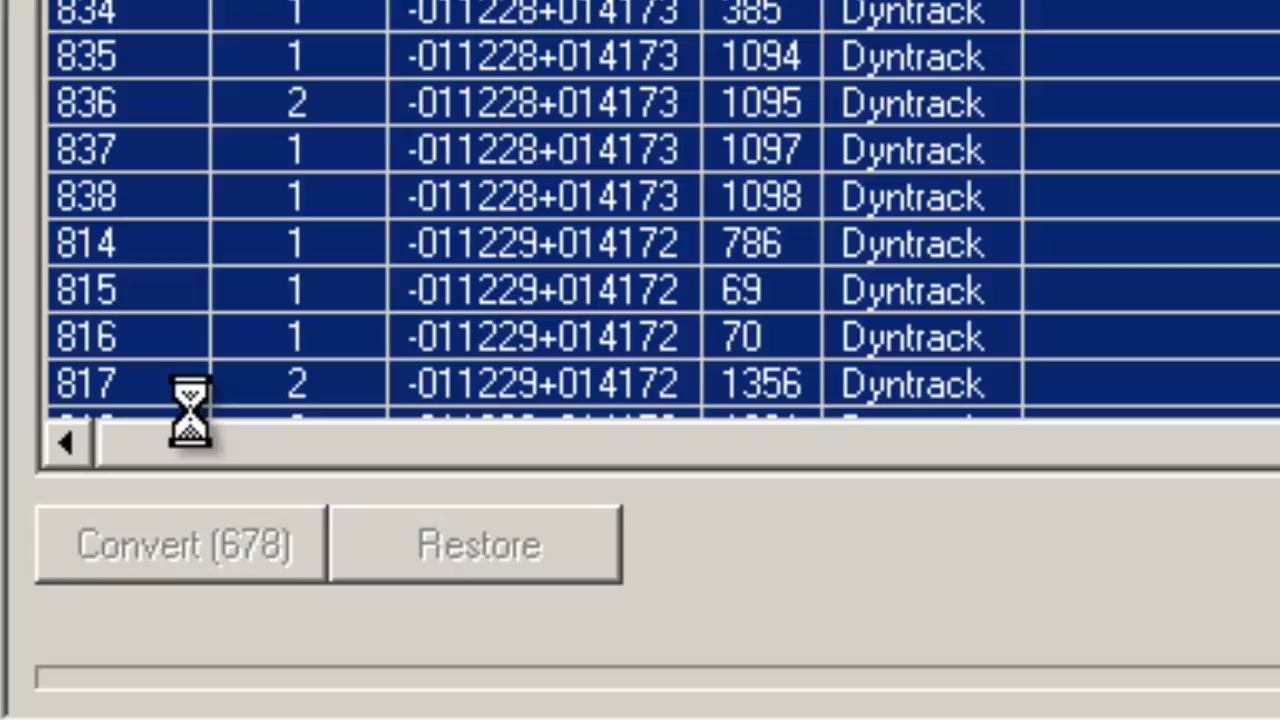 834 1 -011228+014173 385 Dyntrack
835 1 -011228+014173 1094 Dyntrack
836 2 -011228+014173 1095 Dyntrack
837 1 -011228+014173 1097 Dyntrack
838 1 -011228+014173 1098 Dyntrack
814 1 -011229+014172 786 Dyntrack
815 1 -011229+014172 69 Dyntrack
816 1 -011229+014172 70 Dyntrack
817 2 -011229+014172 1356 Dyntrack
Convert (678) Restore